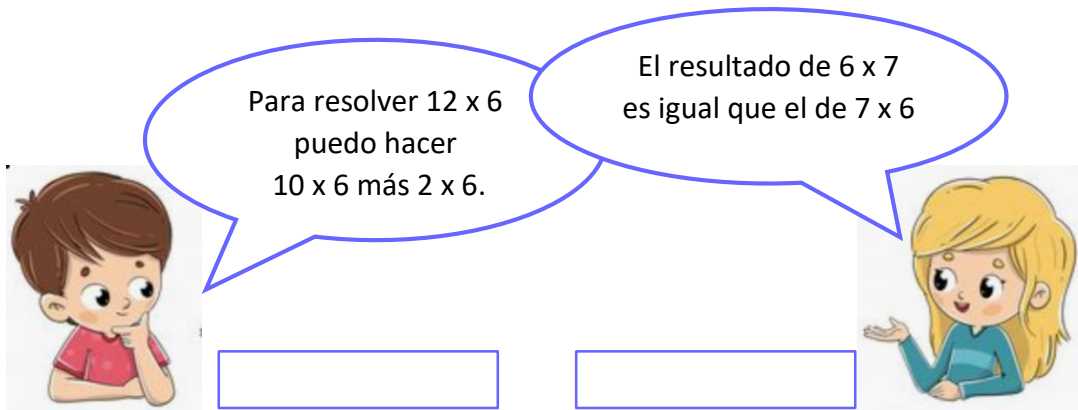 Para resolver 12 x 6
puedo hacer
10 x 6 más 2 x 6.
El resultado de 6 x 7
es igual que el de 7 x 6